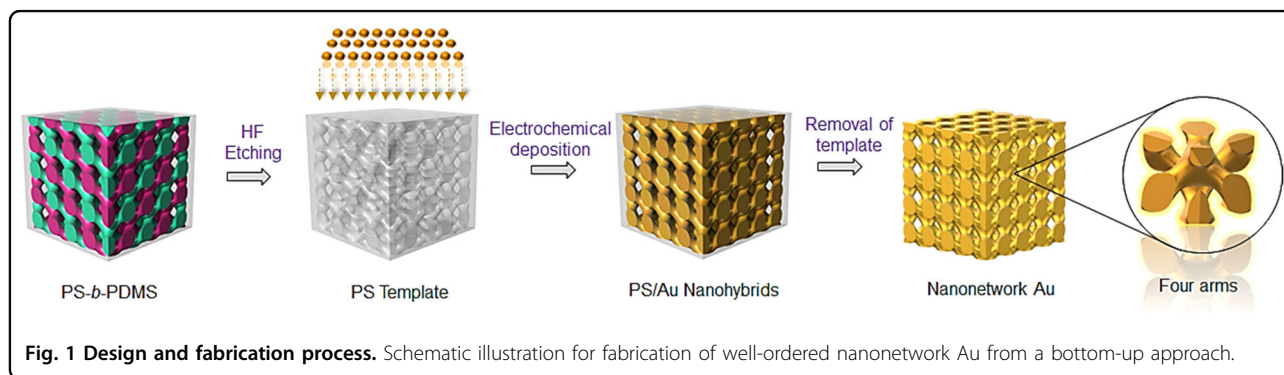 HF
Etching
Electrochemical
deposition
Removal of
template
PS-b-PDMS
PS Template
PS/Au Nanohybrids
Nanonetwork Au
Four arms
Fig. 1 Design and fabrication process. Schematic illustration for fabrication of well-ordered nanonetwork Au from a bottom-up approach.